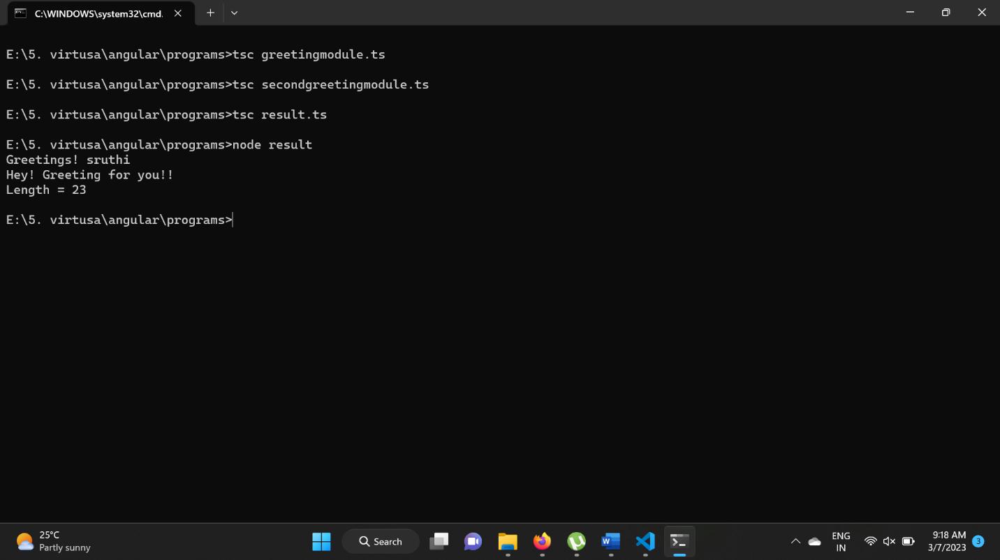 C:\WINDOWS\system32\cmd.
E:\5. virtusa\angular\programs>tsc greetingmodule.ts
E:\5. virtusa\angular\programs>tsc secondgreetingmodule.ts
E:\5. virtusa\angular\programs>tsc result.ts
E:\5. virtusa\angular\programs>node result
Greetings! sruthi
Hey! Greeting for you!!
Length = 23
E:\5. virtusa\angular\programs>
25°C
Partly sunny
Search
W
ENG
IN
9:18 AM
3/7/2023
3